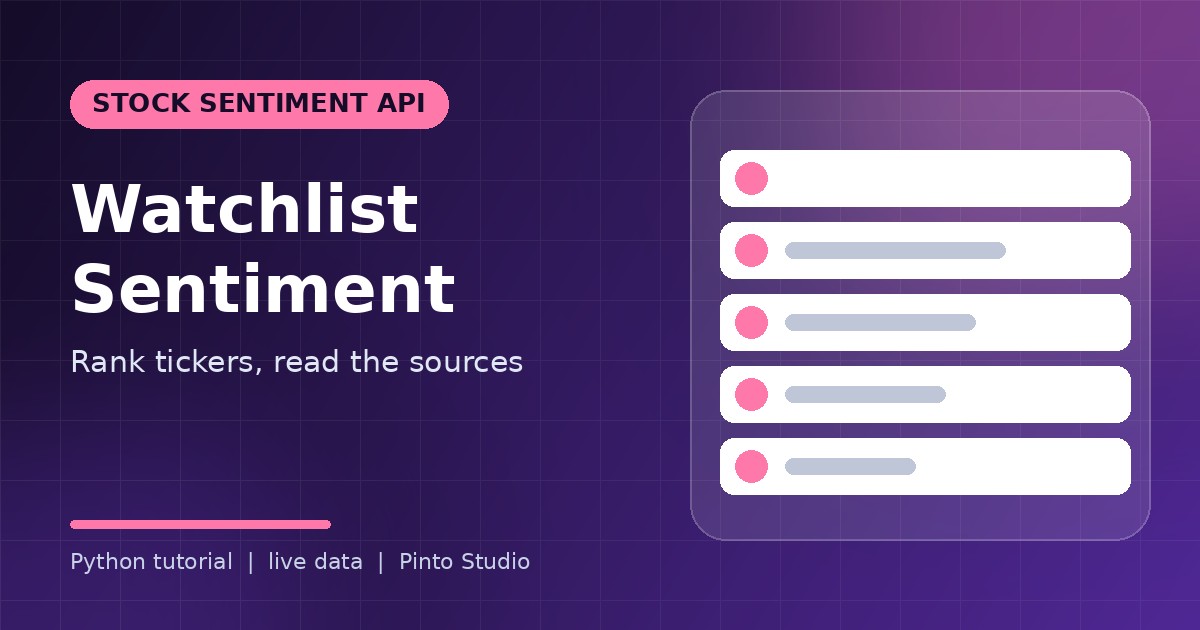 STOCK SENTIMENT API
Watchlist
Sentiment
Rank tickers, read the sources
Python tutorial | live data | Pinto Studio